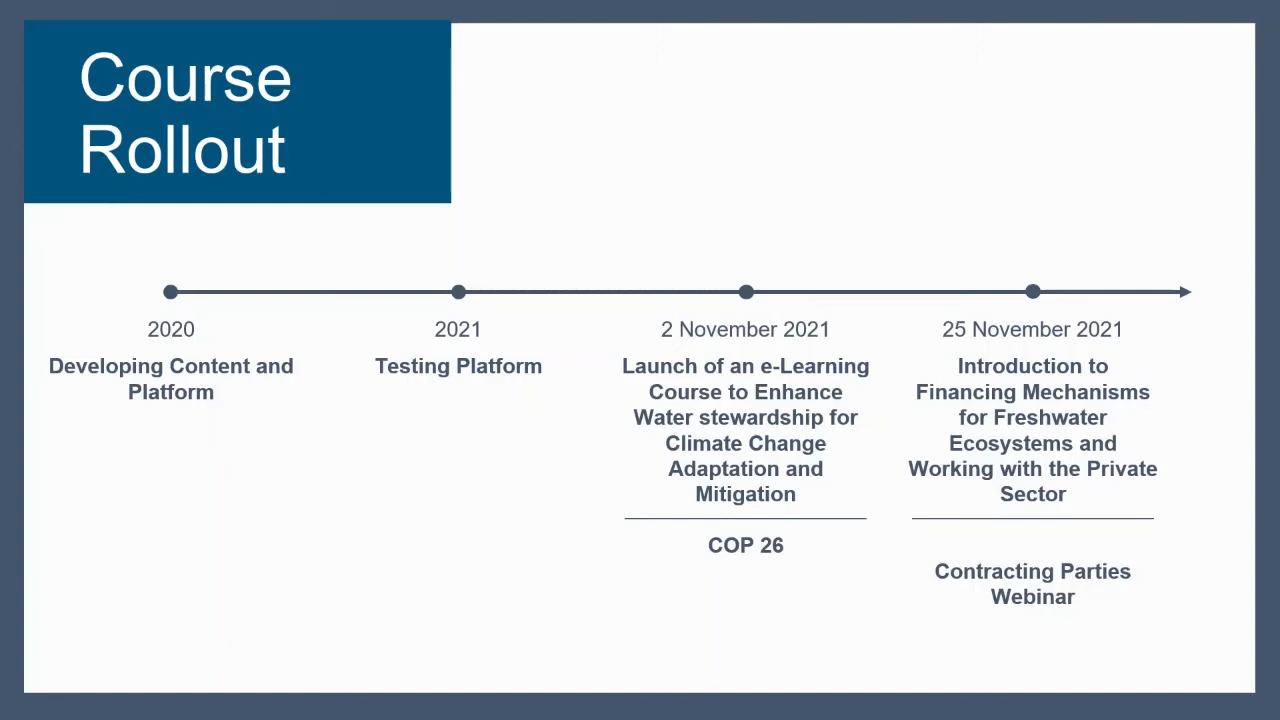 Course
Rollout
2020
Developing Content and
Platform
2021
Testing Platform
2 November 2021
Launch of an e-Learning
Course to Enhance
Water stewardship for
Climate Change
Adaptation and
Mitigation
COP 26
25 November 2021
Introduction to
Financing Mechanisms
for Freshwater
Ecosystems and
Working with the Private
Sector
Contracting Parties
Webinar